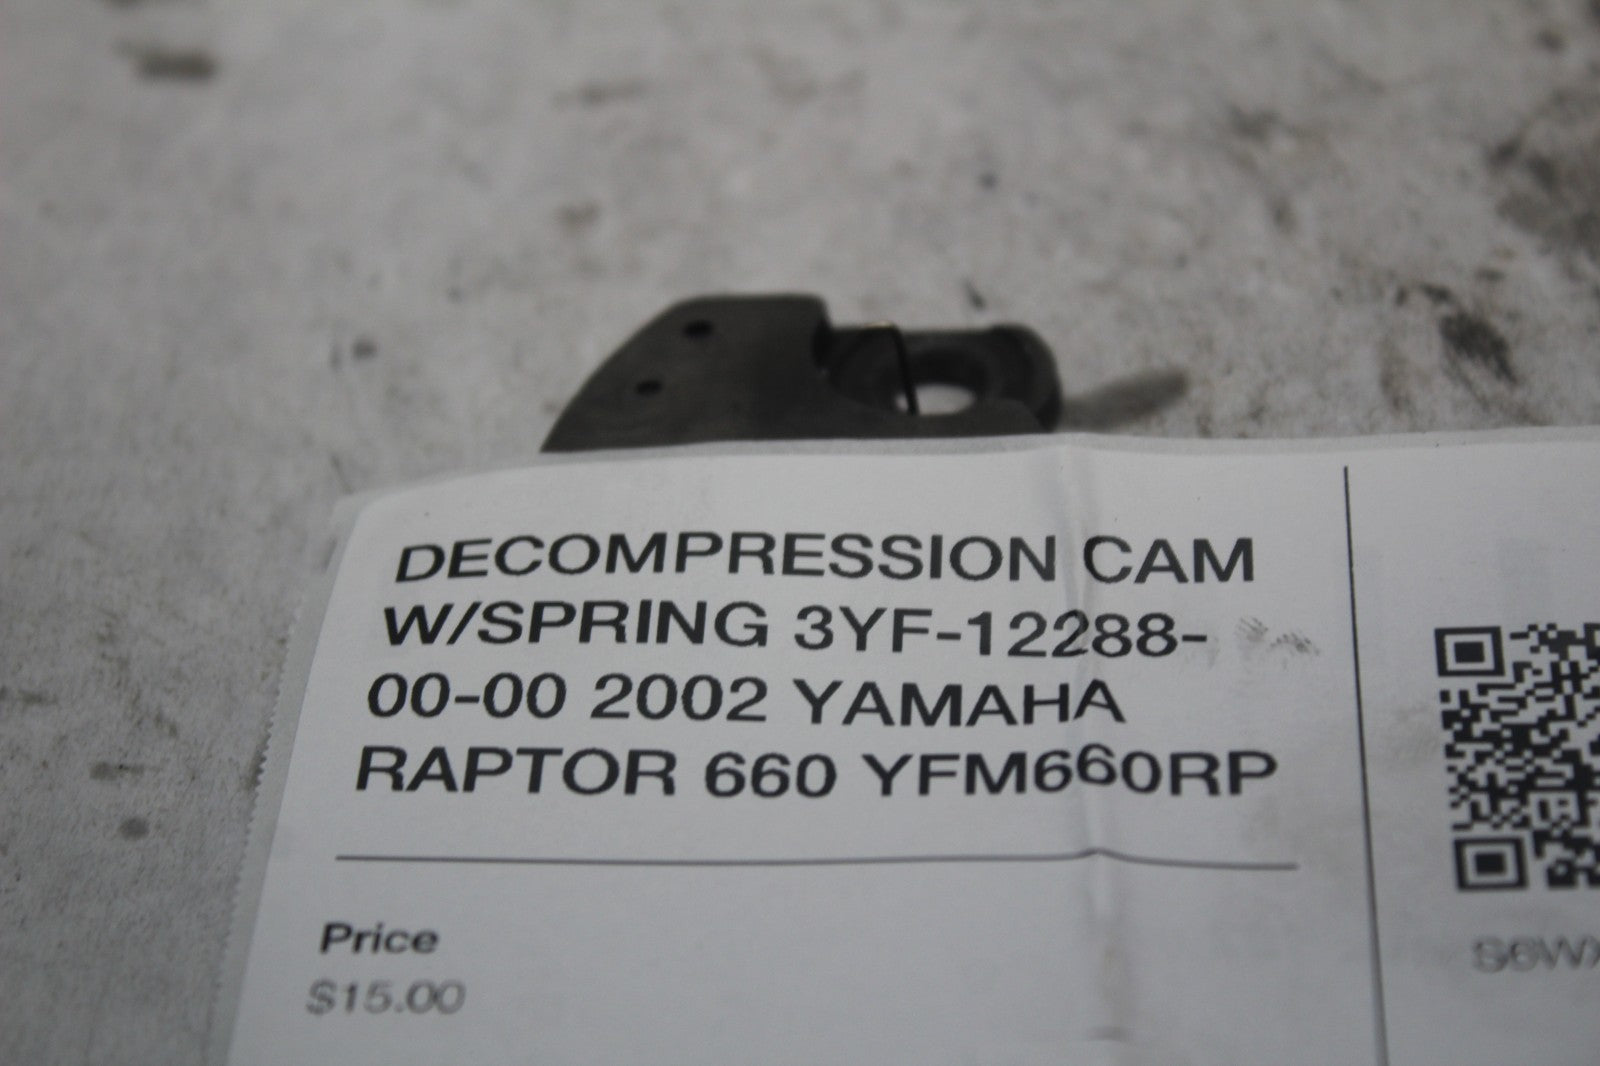 DECOMPRESSION CAM
W/SPRING 3YF-12288-
00-00 2002 YAMAHA
RAPTOR 660 YFM660RP
Price
$15.00